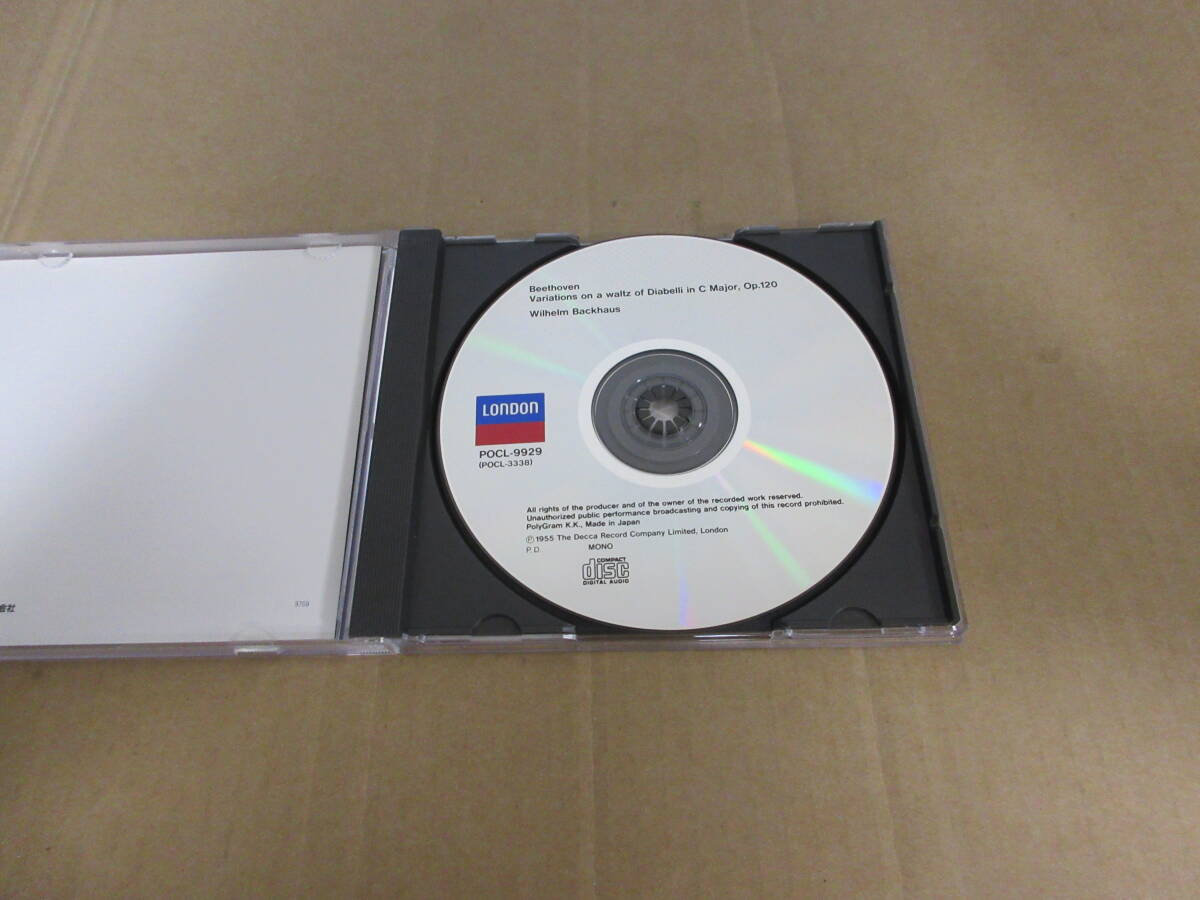 Beethoven
Variations on a waltz of Diabelli in C Major, Op.120
Wilhelm Backhaus
LONDON
POCL-9929
(POCL-3338)
All rights of the producer and of the owner of the recorded work reserved.
Unauthorized public performance broadcasting and copying of this record prohibited.
PolyGram K.K., Made in Japan
℗1955 The Decca Record Company Limited, London
P.D. MONO
COMPACT
disc
DIGITAL AUDIO
会社
9769